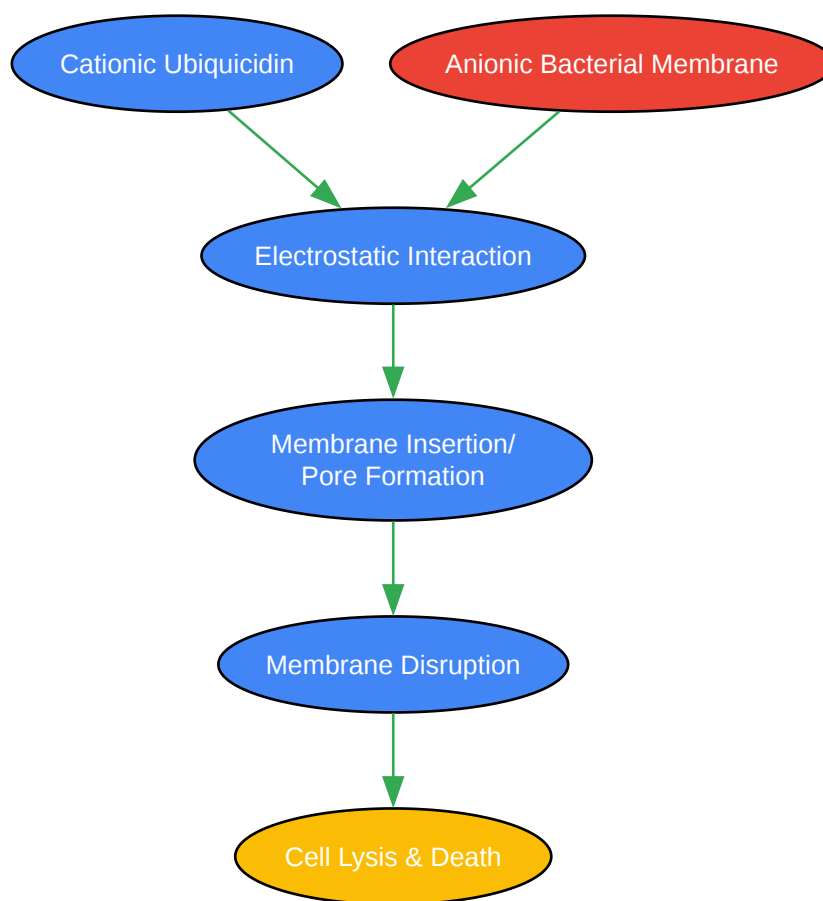 Cationic Ubiquicidin
Anionic Bacterial Membrane
Electrostatic Interaction
Membrane Insertion/
Pore Formation
Membrane Disruption
Cell Lysis & Death